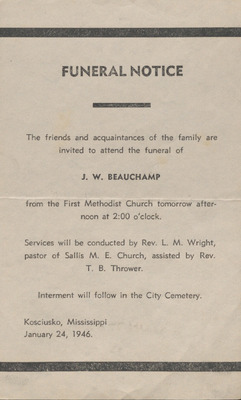 FUNERAL NOTICE
The friends and acquaintances of the family are
invited to attend the funeral of
J. W. BEAUCHAMP
from the First Methodist Church tomorrow after-
noon at 2:00 o'clock.
Services will be conducted by Rev. L. M. Wright,
pastor of Sallis M. E. Church, assisted by Rev.
T. B. Thrower.
Interment will follow in the City Cemetery.
Kosciusko, Mississippi
January 24, 1946.